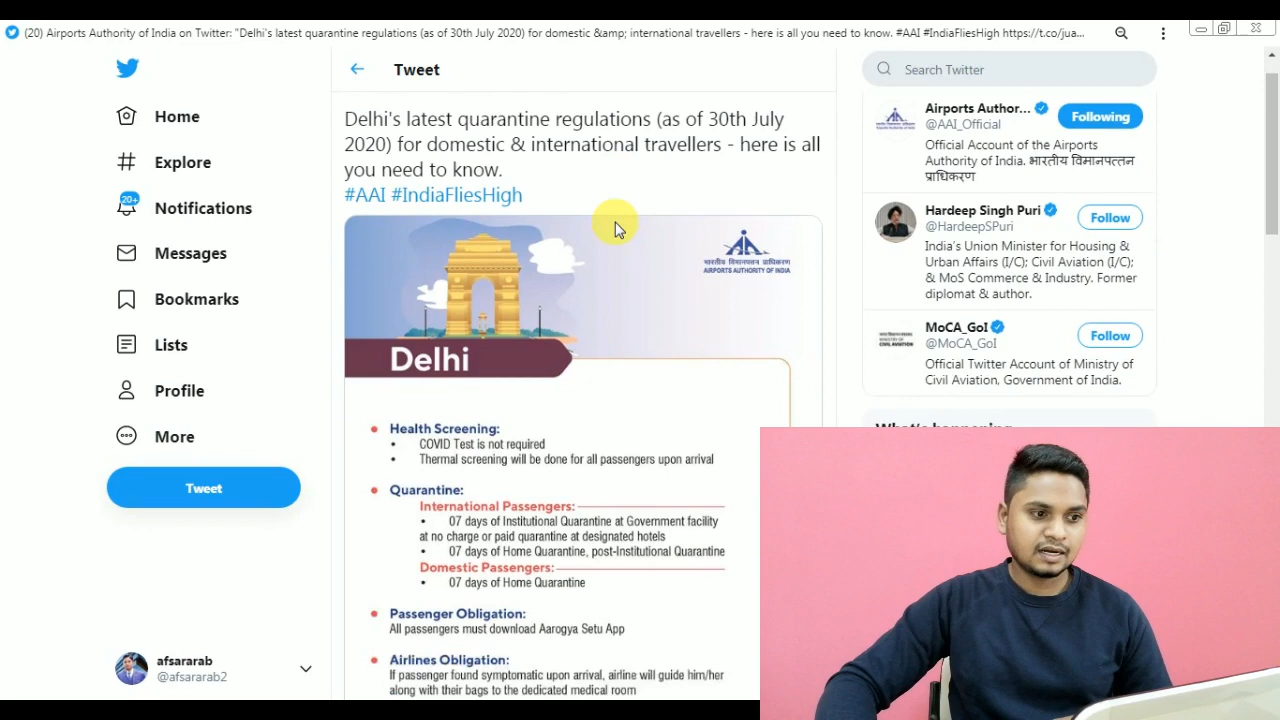 (20) Airports Authority of India on Twitter: "Delhi's latest quarantine regulations (as of 30th July 2020) for domestic &amp; international travellers - here is all you need to know. #AAI #IndiaFliesHigh https://t.co/jua...
Tweet
Search Twitter
Home
Explore
20+
Notifications
Messages
Bookmarks
Lists
Profile
More
Tweet
afsararab
@afsararab2
Delhi's latest quarantine regulations (as of 30th July
2020) for domestic & international travellers - here is all
you need to know.
#AAI #IndiaFliesHigh
भारतीय विमानपत्तन प्राधिकरण
AIRPORTS AUTHORITY OF INDIA
Delhi
Health Screening:
COVID Test is not required
Thermal screening will be done for all passengers upon arrival
Quarantine:
International Passengers:
07 days of Institutional Quarantine at Government facility
at no charge or paid quarantine at designated hotels
07 days of Home Quarantine, post-Institutional Quarantine
Domestic Passengers:
07 days of Home Quarantine
Passenger Obligation:
All passengers must download Aarogya Setu App
Airlines Obligation:
If passenger found symptomatic upon arrival, airline will guide him/her
along with their bags to the dedicated medical room
Airports Author...
@AAI_Official
Following
Official Account of the Airports
Authority of India. भारतीय विमानपत्तन
प्राधिकरण
Hardeep Singh Puri
@HardeepSPuri
Follow
India's Union Minister for Housing &
Urban Affairs (I/C); Civil Aviation (I/C);
& MoS Commerce & Industry. Former
diplomat & author.
MoCA_GoI
@MoCA_GoI
Follow
Official Twitter Account of Ministry of
Civil Aviation, Government of India.
What's happening